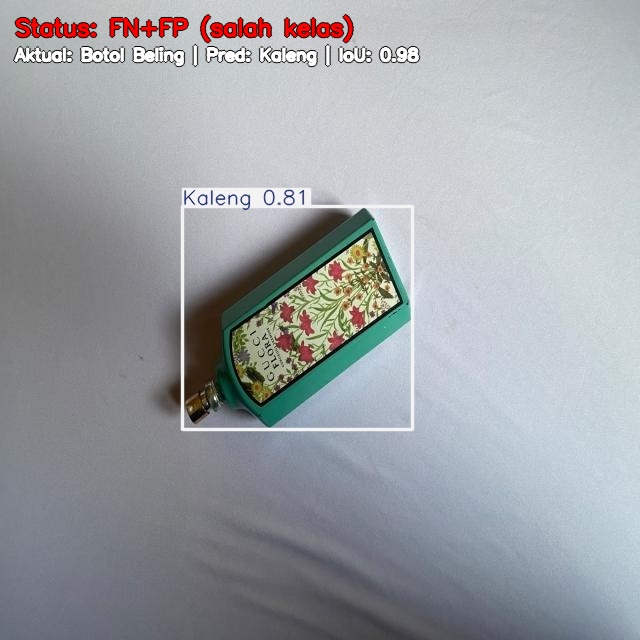 Status: FN+FP (salah kelas)
Aktual: Botol Beling | Pred: Kaleng | IoU: 0.98
Kaleng 0.81
GUCCI
FLORA